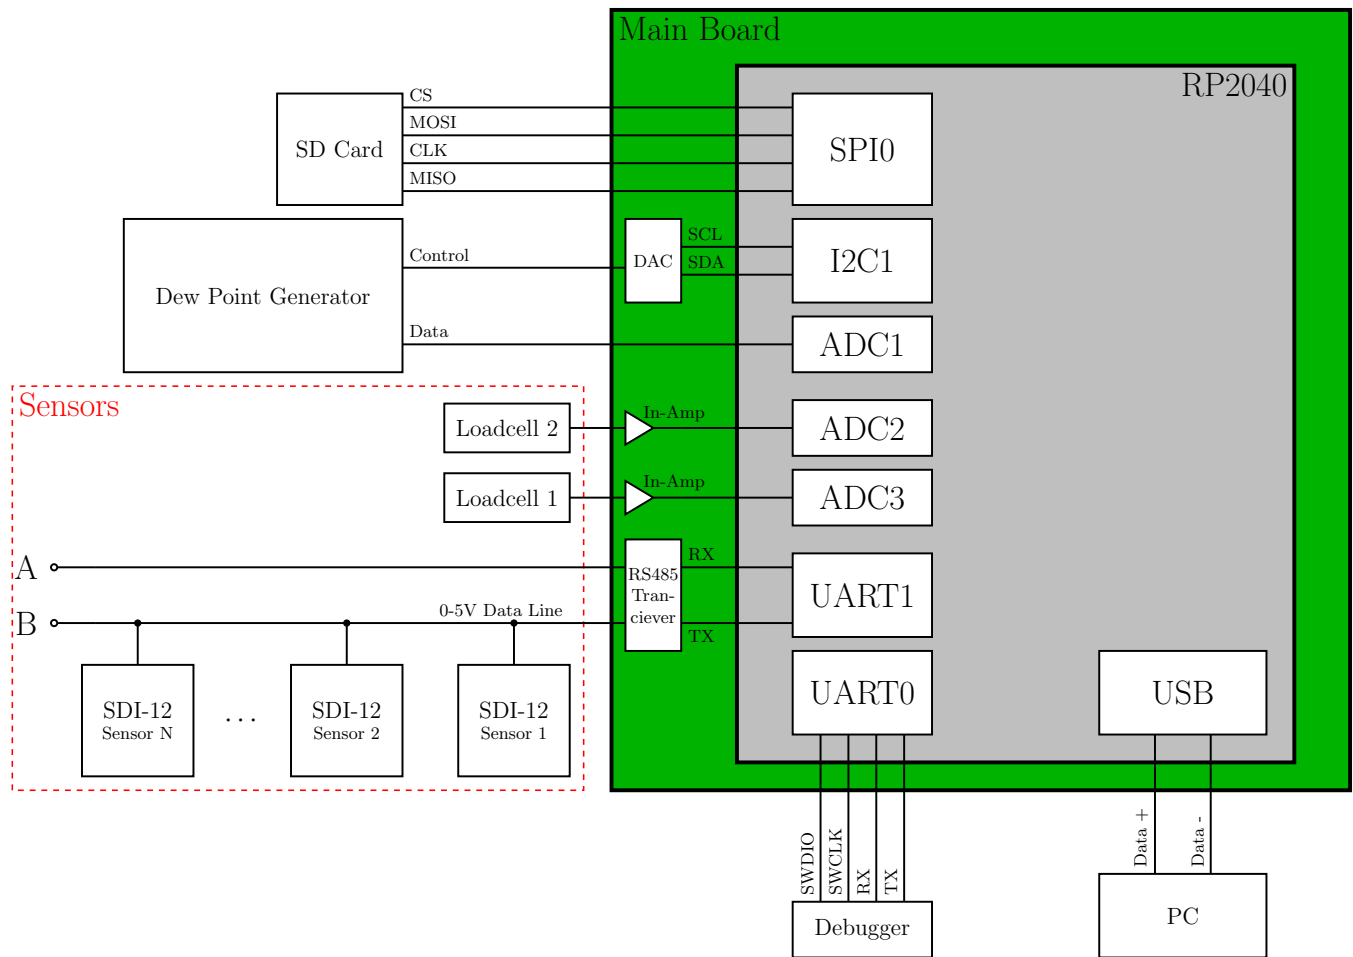 Main Board
RP2040
SD Card
CS
MOSI
CLK
MISO
SPI0
Dew Point Generator
Control
Data
DAC
SCL
SDA
I2C1
ADC1
Sensors
Loadcell 2
In-Amp
ADC2
Loadcell 1
In-Amp
ADC3
A
B
0-5V Data Line
RS485
Tran-
ciever
RX
TX
UART1
SDI-12
Sensor N
...
SDI-12
Sensor 2
SDI-12
Sensor 1
UART0
USB
SWDIO
SWCLK
RX
TX
Debugger
Data +
Data -
PC